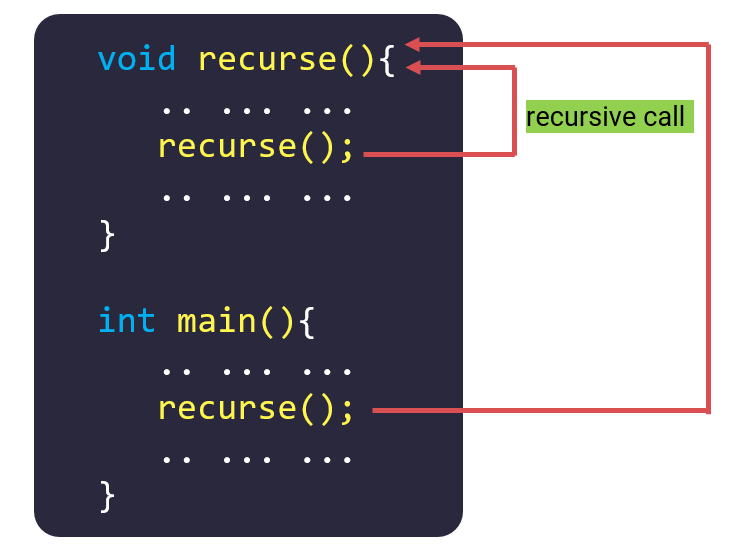 void recurse(){
.. ... ...
recurse();
.. ... ...
}
int main(){
.. ... ...
recurse();
.. ... ...
}
recursive call